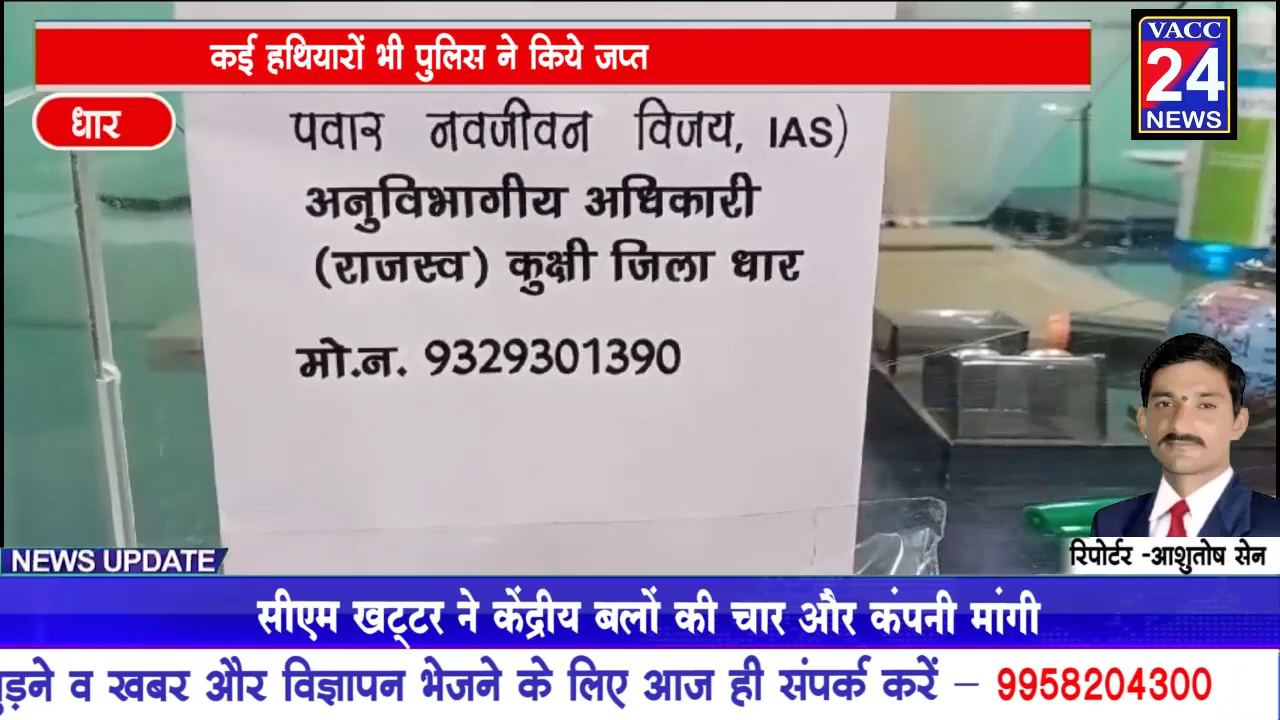 कई हथियारों भी पुलिस ने किये जप्त
VACC
24
NEWS
धार
पवार नवजीवन विजय, IAS)
अनुविभागीय अधिकारी
(राजस्व) कुक्षी जिला धार
मो.न. 9329301390
रिपोर्टर -आशुतोष सेन
NEWS UPDATE
सीएम खट्टर ने केंद्रीय बलों की चार और कंपनी मांगी
व खबर और विज्ञापन भेजने के लिए आज ही संपर्क करें – 9958204300